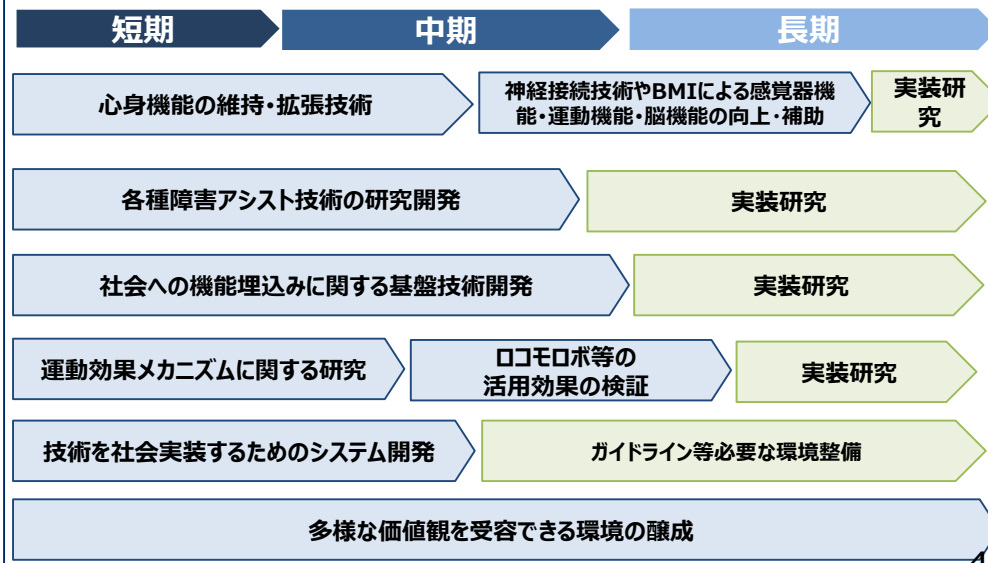 短期
中期
長期
心身機能の維持・拡張技術
神経接続技術やBMIによる感覚器機
能・運動機能・脳機能の向上・補助
実装研
究
各種障害アシスト技術の研究開発
実装研究
社会への機能埋込みに関する基盤技術開発
実装研究
運動効果メカニズムに関する研究
ロコモロボ等の
活用効果の検証
実装研究
技術を社会実装するためのシステム開発
ガイドライン等必要な環境整備
多様な価値観を受容できる環境の醸成